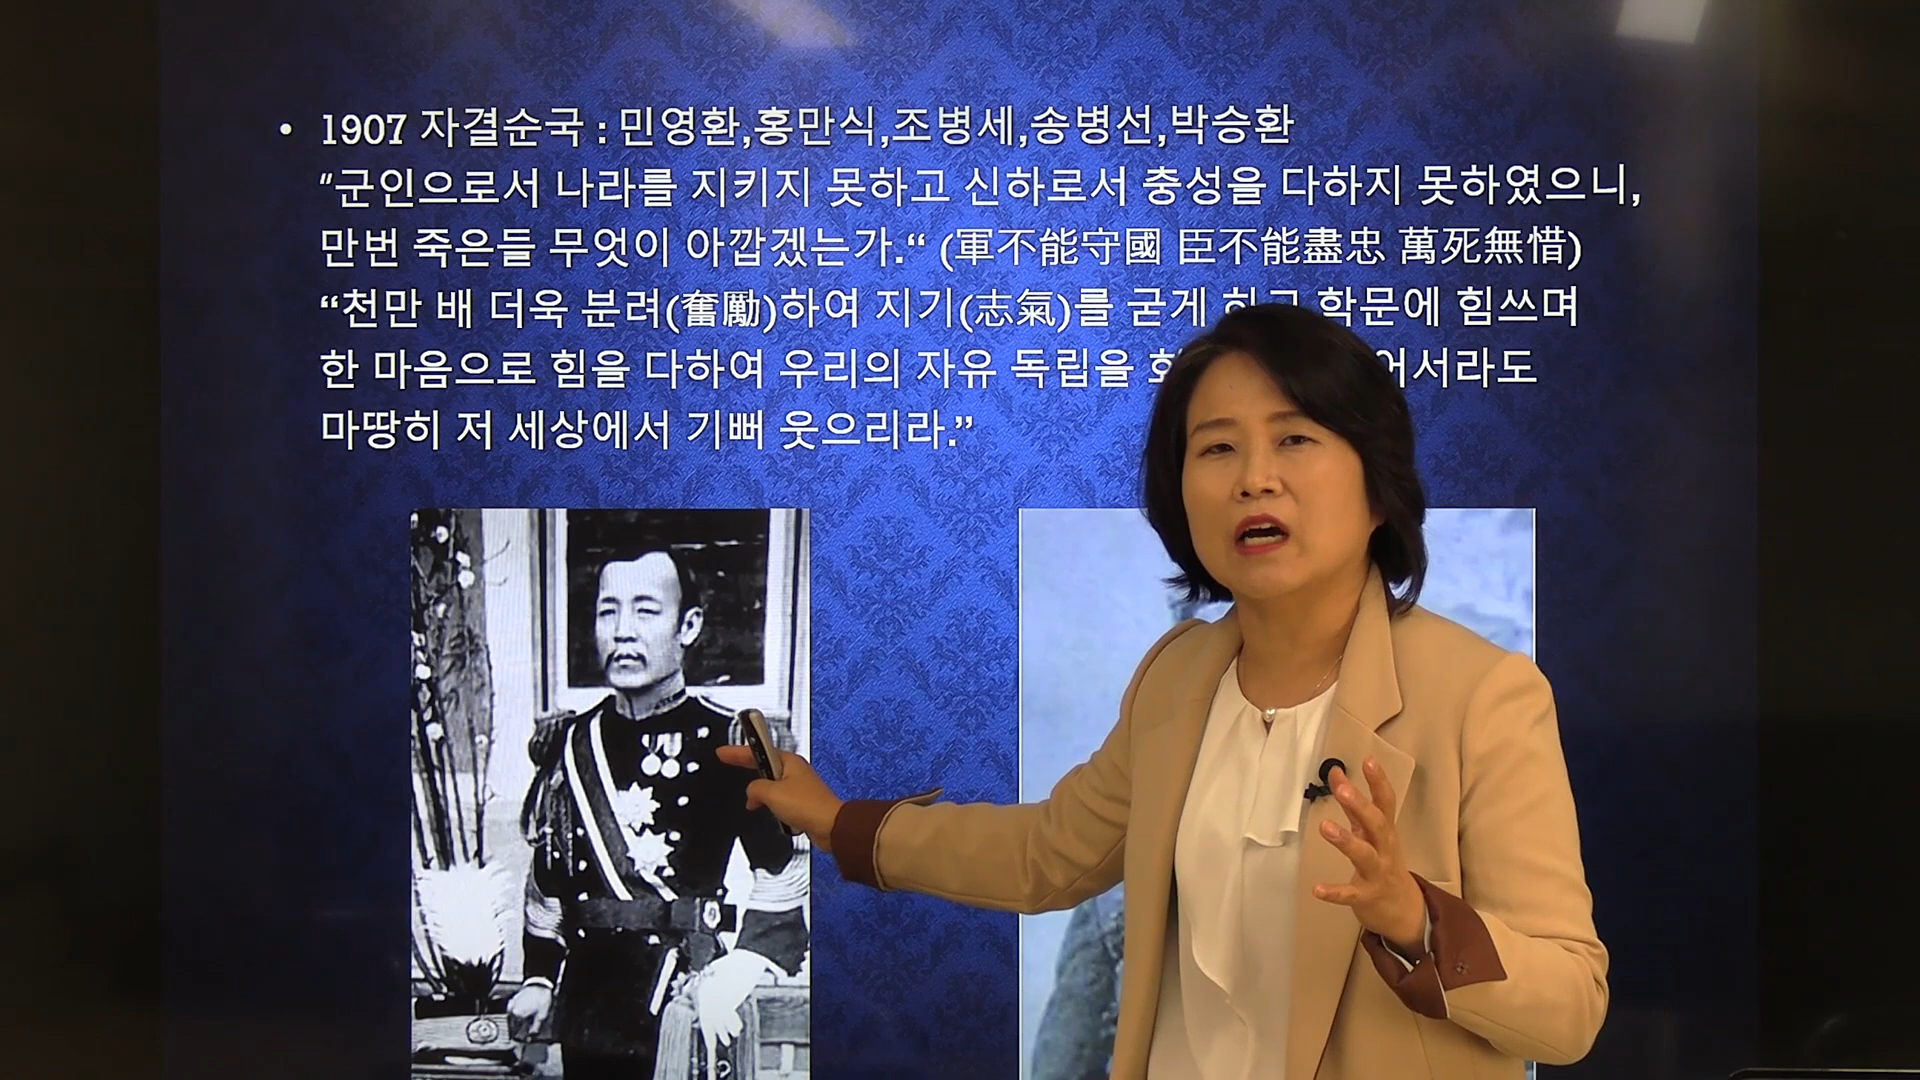 • 1907 자결순국 : 민영환,홍만식,조병세,송병선,박승환
"군인으로서 나라를 지키지 못하고 신하로서 충성을 다하지 못하였으니,
만번 죽은들 무엇이 아깝겠는가.“ (軍不能守國 臣不能盡忠 萬死無惜)
“천만 배 더욱 분려(奮勵)하여 지기(志氣)를 굳게 하고 학문에 힘쓰며
한 마음으로 힘을 다하여 우리의 자유 독립을 어서라도
마땅히 저 세상에서 기뻐 웃으리라.”